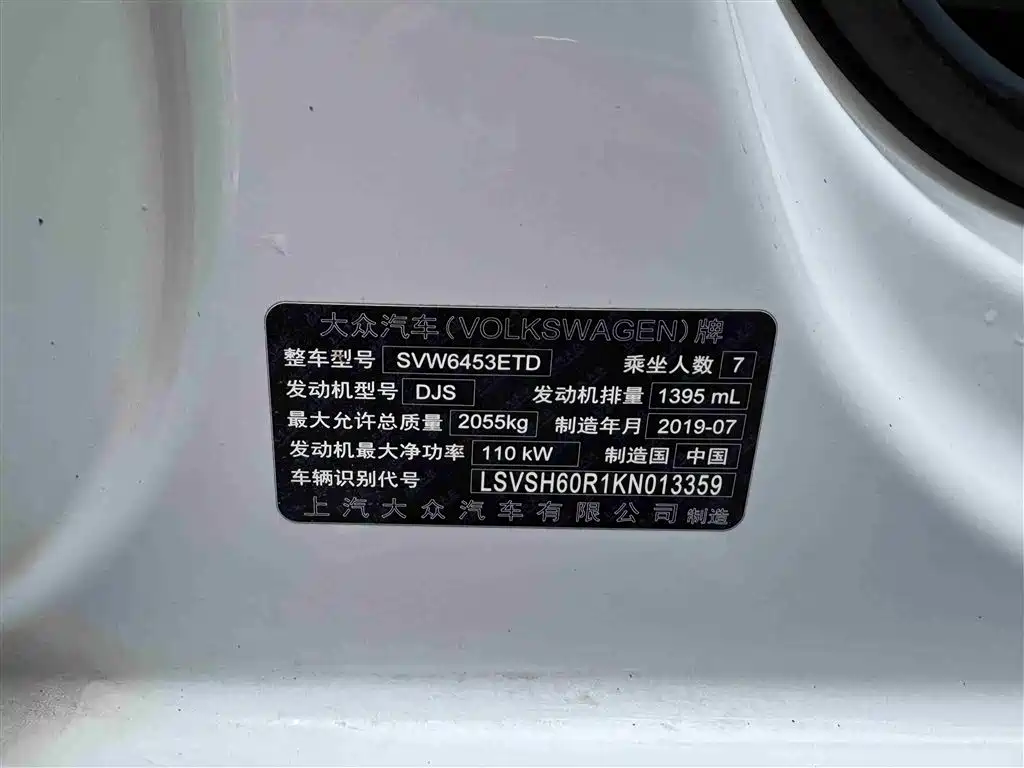 大众汽车(VOLKSWAGEN)牌
整车型号 SVW6453ETD 乘坐人数 7
发动机型号 DJS 发动机排量 1395 mL
最大允许总质量 2055kg 制造年月 2019-07
发动机最大净功率 110 kW 制造国 中国
车辆识别代号 LSVSH60R1KN013359
上汽大众汽车有限公司 制造